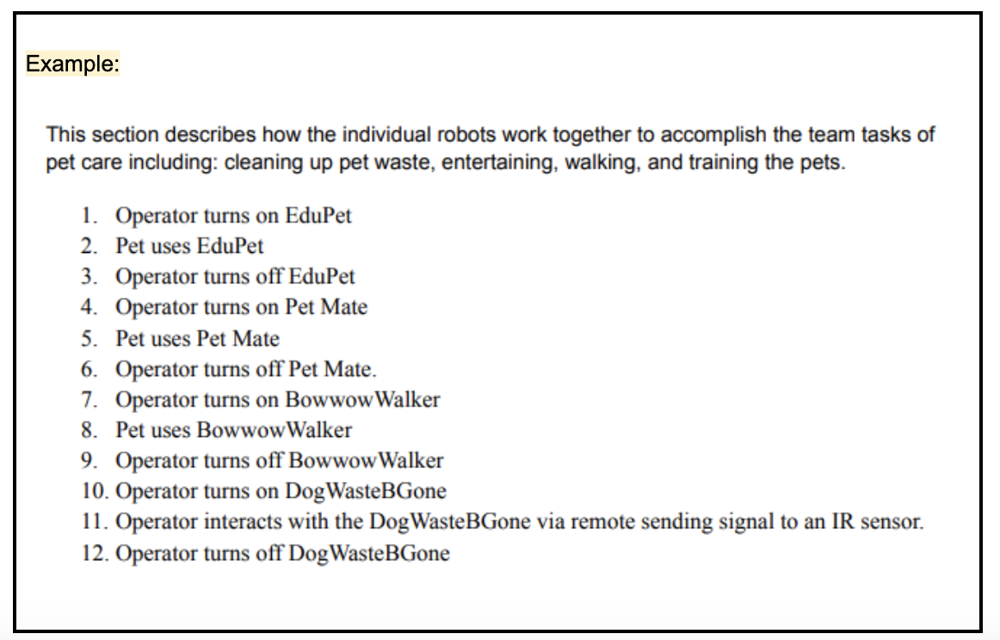 Example:
This section describes how the individual robots work together to accomplish the team tasks of
pet care including: cleaning up pet waste, entertaining, walking, and training the pets.
1. Operator turns on EduPet
2. Pet uses EduPet
3. Operator turns off EduPet
4. Operator turns on Pet Mate
5. Pet uses Pet Mate
6. Operator turns off Pet Mate.
7. Operator turns on BowwowWalker
8. Pet uses BowwowWalker
9. Operator turns off BowwowWalker
10. Operator turns on DogWasteBGone
11. Operator interacts with the DogWasteBGone via remote sending signal to an IR sensor.
12. Operator turns off DogWasteBGone